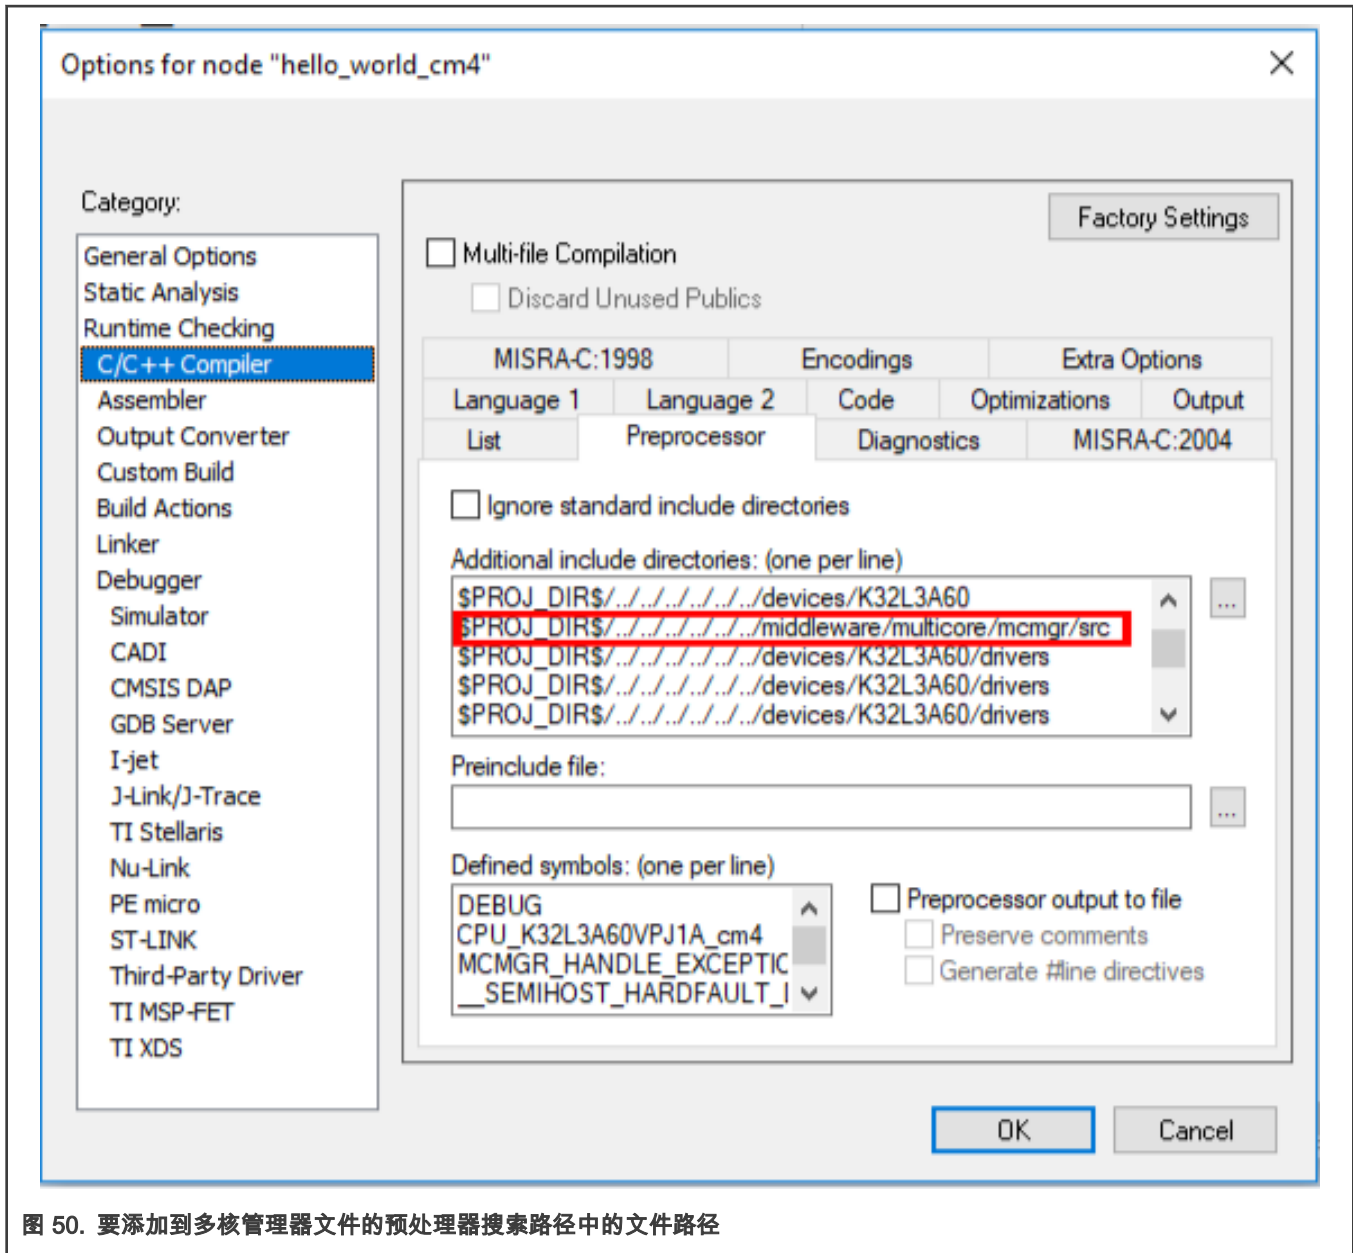 Options for node "hello_world_cm4"
Category:
General Options
Static Analysis
Runtime Checking
C/C++ Compiler
Assembler
Output Converter
Custom Build
Build Actions
Linker
Debugger
Simulator
CADI
CMSIS DAP
GDB Server
I-jet
J-Link/J-Trace
TI Stellaris
Nu-Link
PE micro
ST-LINK
Third-Party Driver
TI MSP-FET
TI XDS
Factory Settings
Multi-file Compilation
Discard Unused Publics
MISRA-C:1998 Encodings Extra Options
Language 1 Language 2 Code Optimizations Output
List Preprocessor Diagnostics MISRA-C:2004
Ignore standard include directories
Additional include directories: (one per line)
$PROJ_DIR$/../../../../../../devices/K32L3A60
$PROJ_DIR$/../../../../../../middleware/multicore/mcmgr/src
$PROJ_DIR$/../../../../../../devices/K32L3A60/drivers
$PROJ_DIR$/../../../../../../devices/K32L3A60/drivers
$PROJ_DIR$/../../../../../../devices/K32L3A60/drivers
...
Preinclude file:
...
Defined symbols: (one per line)
DEBUG
CPU_K32L3A60VPJ1A_cm4
MCMGR_HANDLE_EXCEPTIC
__SEMIHOST_HARDFAULT_
Preprocessor output to file
Preserve comments
Generate #line directives
OK Cancel
图 50. 要添加到多核管理器文件的预处理器搜索路径中的文件路径